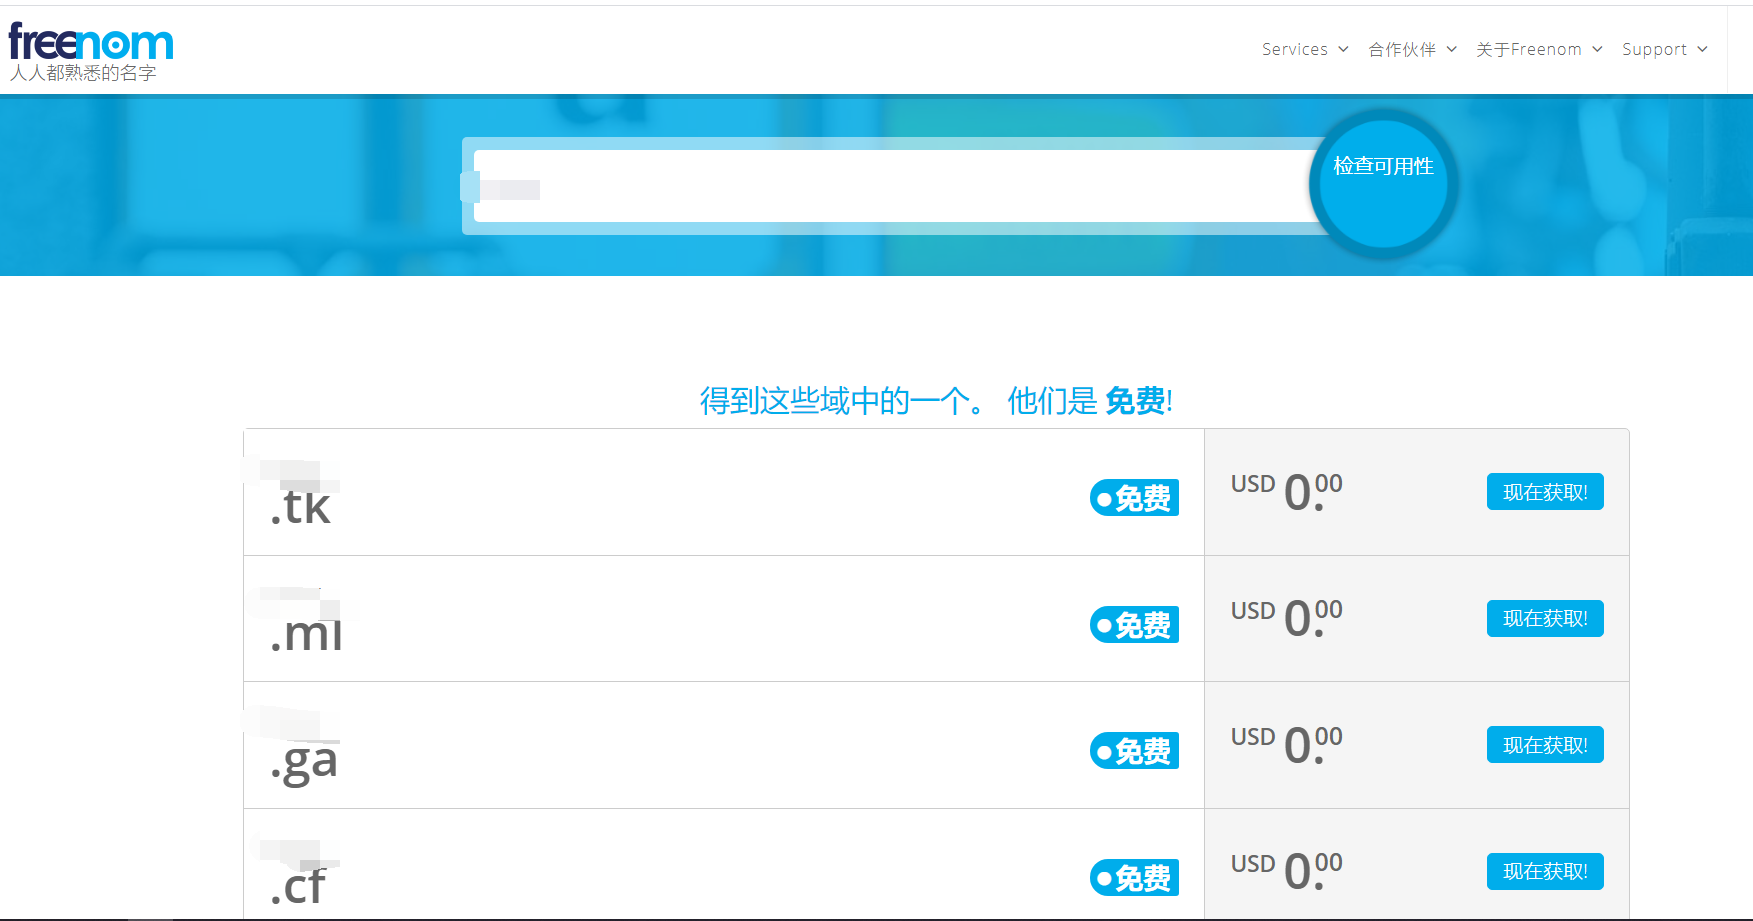 freenom
人人都熟悉的名字
Services 合作伙伴 关于Freenom Support
检查可用性
得到这些域中的一个。 他们是 免费!
.tk 免费 USD 0.00 现在获取!
.ml 免费 USD 0.00 现在获取!
.ga 免费 USD 0.00 现在获取!
.cf 免费 USD 0.00 现在获取!